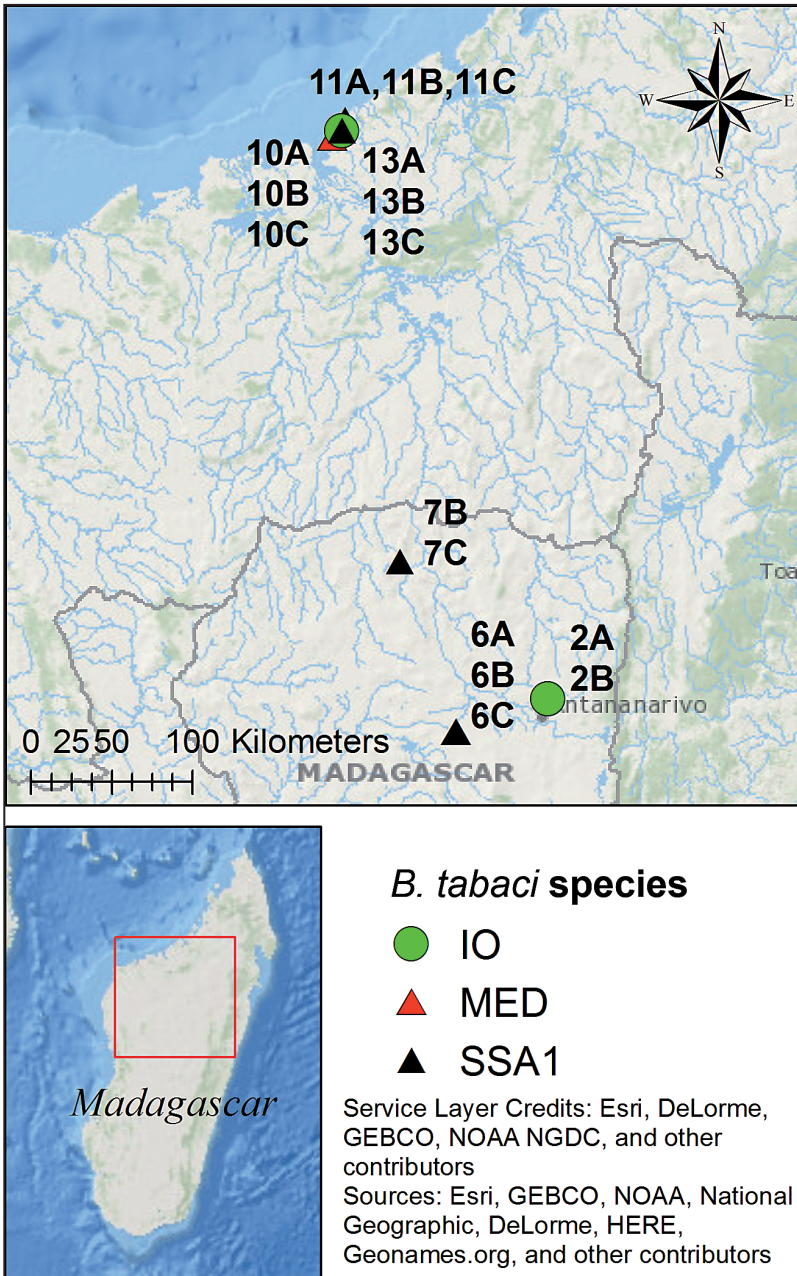 N
W
E
S
11A,11B,11C
10A
10B
10C
13A
13B
13C
7B
7C
6A
6B
6C
2A
2B
Toa
ntananarivo
0 25 50 100 Kilometers
MADAGASCAR
Madagascar
B. tabaci species
IO
MED
SSA1
Service Layer Credits: Esri, DeLorme,
GEBCO, NOAA NGDC, and other
contributors
Sources: Esri, GEBCO, NOAA, National
Geographic, DeLorme, HERE,
Geonames.org, and other contributors